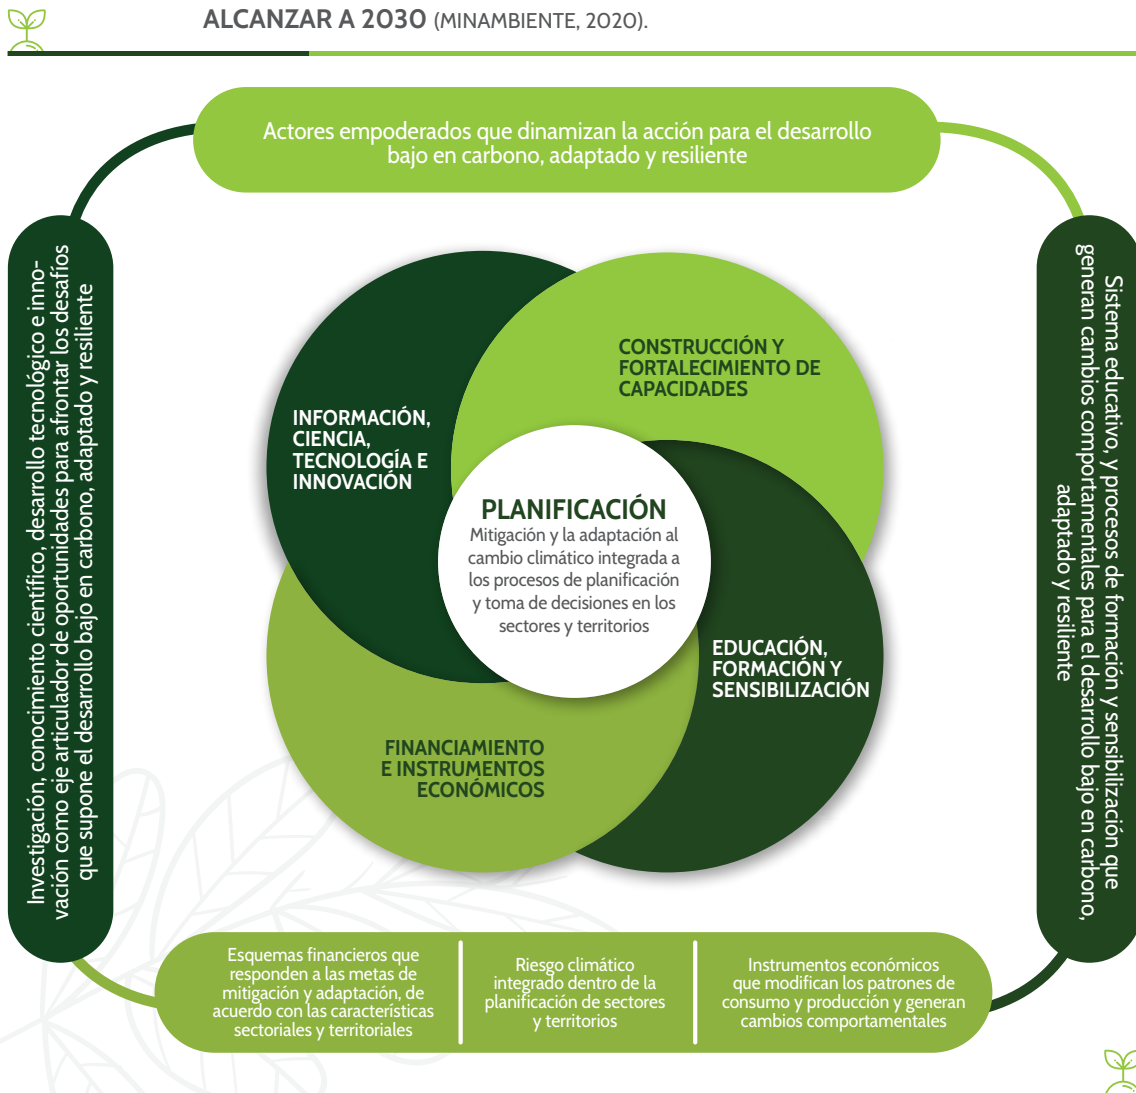 ALCANZAR A 2030 (MINAMBIENTE, 2020).
Actores empoderados que dinamizan la acción para el desarrollo
bajo en carbono, adaptado y resiliente
Investigación, conocimiento científico, desarrollo tecnológico e inno-
vación como eje articulador de oportunidades para afrontar los desafíos
que supone el desarrollo bajo en carbono, adaptado y resiliente
INFORMACIÓN,
CIENCIA,
TECNOLOGÍA E
INNOVACIÓN
CONSTRUCCIÓN Y
FORTALECIMIENTO DE
CAPACIDADES
PLANIFICACIÓN
Mitigación y la adaptación al
cambio climático integrada a
los procesos de planificación
y toma de decisiones en los
sectores y territorios
EDUCACIÓN,
FORMACIÓN Y
SENSIBILIZACIÓN
FINANCIAMIENTO
E INSTRUMENTOS
ECONÓMICOS
Sistema educativo, y procesos de formación y sensibilización que
generan cambios comportamentales para el desarrollo bajo en carbono,
adaptado y resiliente
Esquemas financieros que
responden a las metas de
mitigación y adaptación, de
acuerdo con las características
sectoriales y territoriales
Riesgo climático
integrado dentro de la
planificación de sectores
y territorios
Instrumentos económicos
que modifican los patrones de
consumo y producción y generan
cambios comportamentales